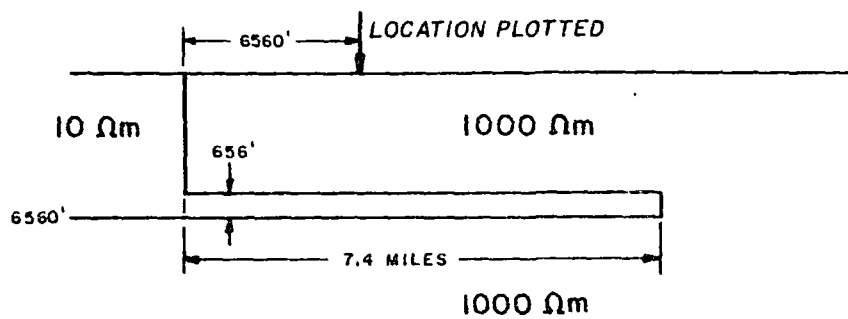 6560'
LOCATION PLOTTED
10 Ωm
1000 Ωm
656'
6560'
7.4 MILES
1000 Ωm